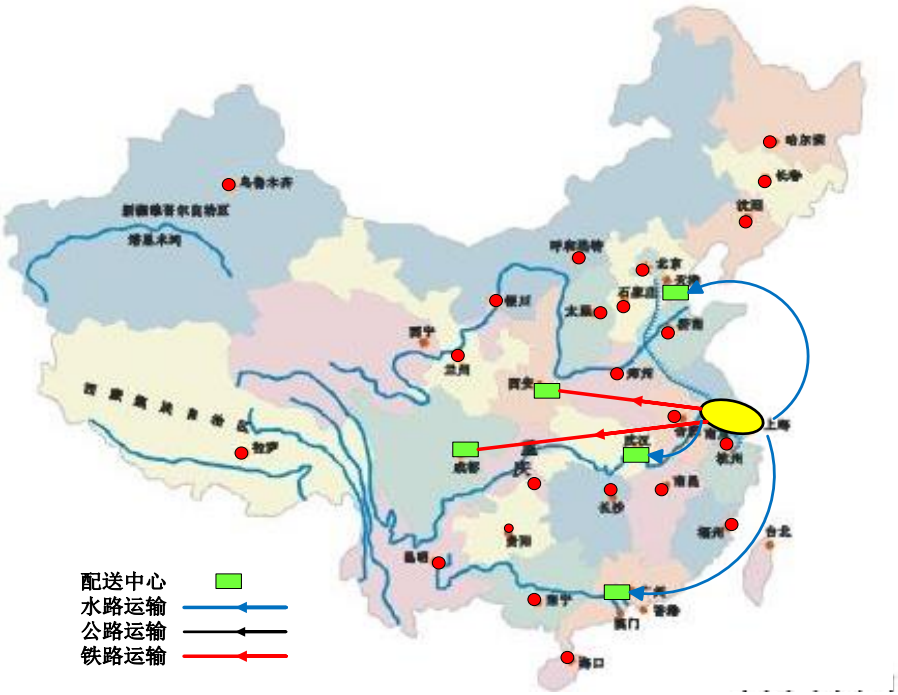 哈尔滨
长春
乌鲁木齐
沈阳
新疆维吾尔自治区
塔里木河
呼和浩特
北京
天津
石家庄
银川
太原
济南
西宁
兰州
郑州
西安
西藏藏族自治区
上海
合肥
南
武汉
重庆
拉萨
成都
杭州
南昌
长沙
福州
台北
贵阳
昆明
配送中心
州
南宁
香港
水路运输
澳门
公路运输
铁路运输
海口